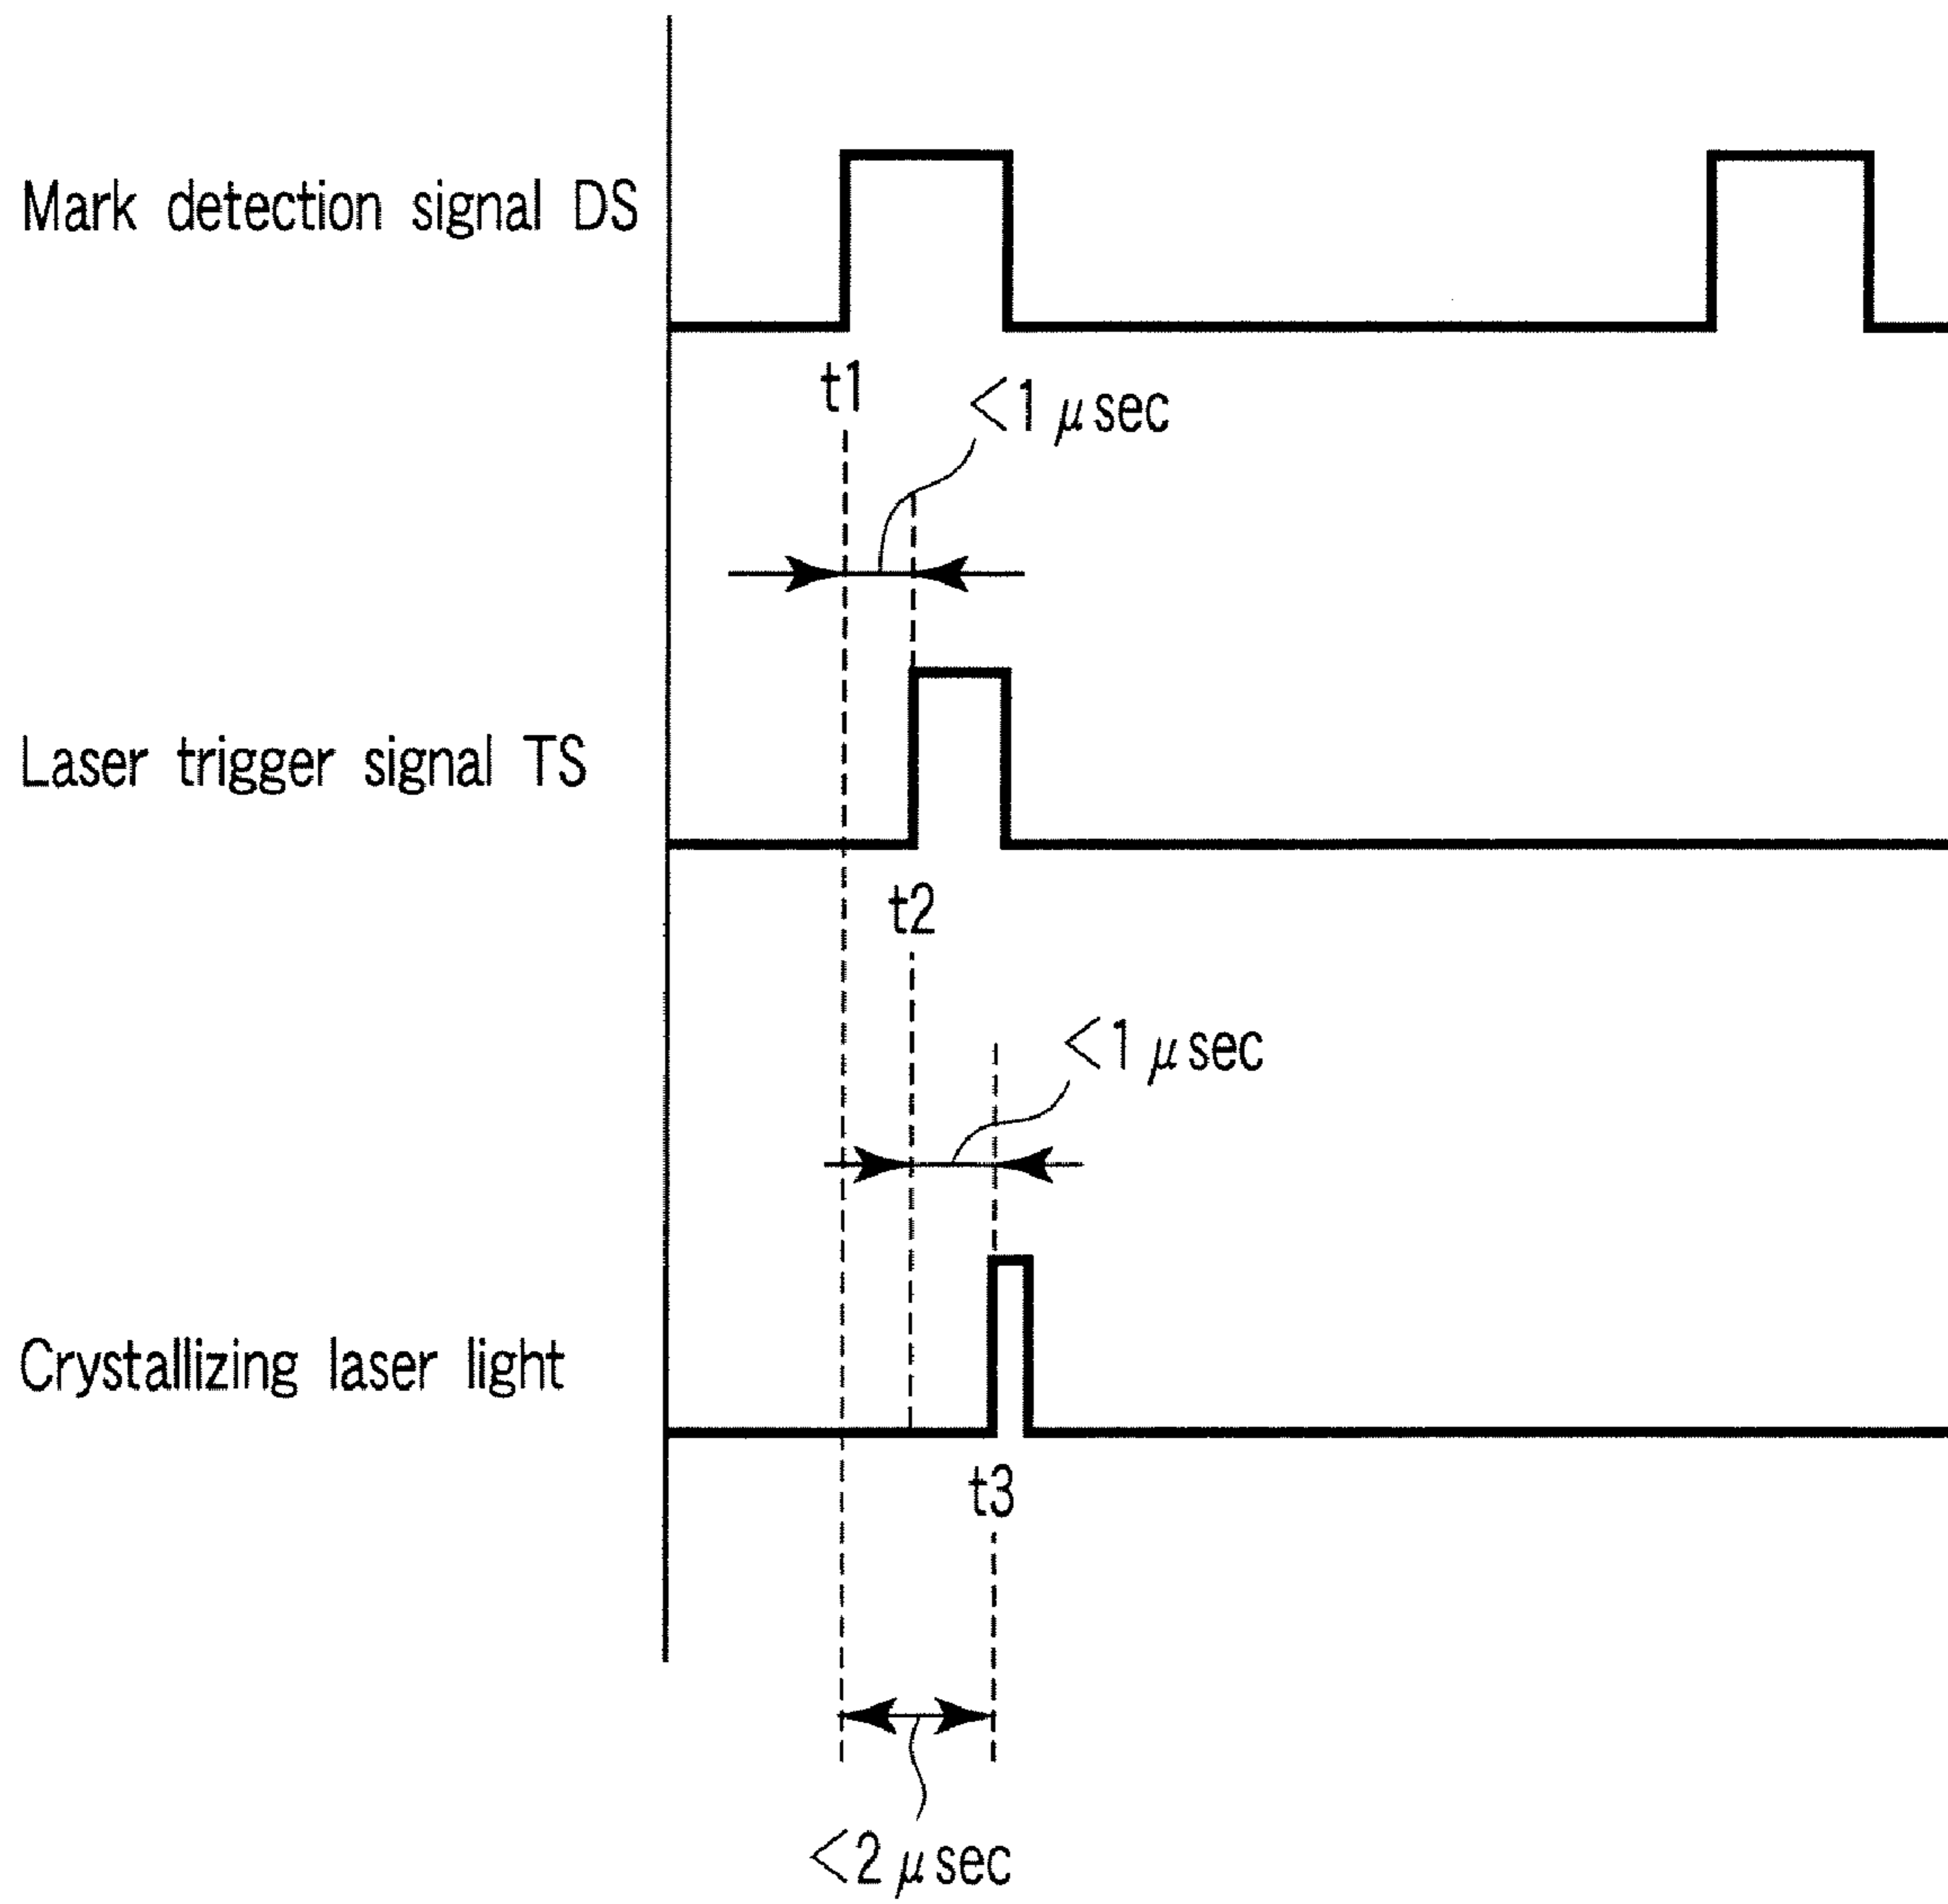 Mark detection signal DS
t1
<1 μsec
Laser trigger signal TS
t2
<1 μsec
Crystallizing laser light
t3
<2 μsec